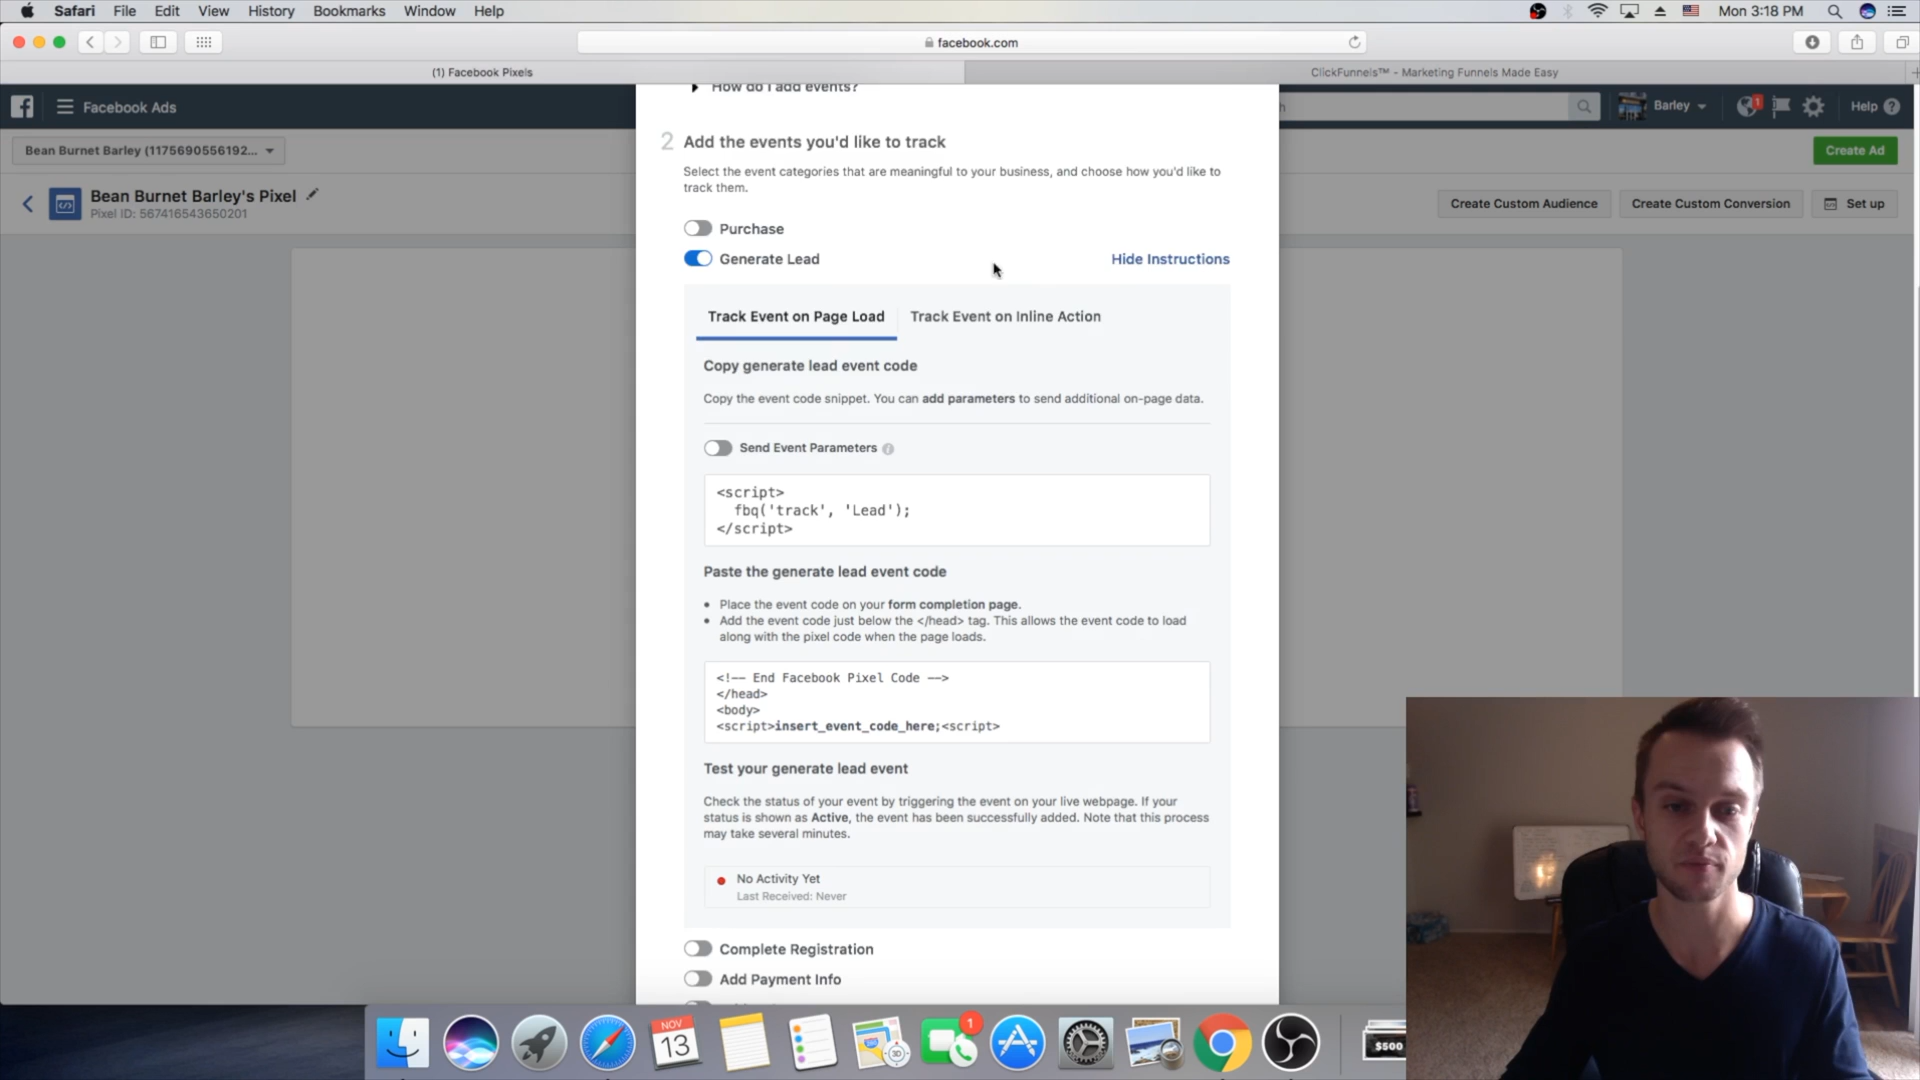 Safari File Edit View History Bookmarks Window Help
Mon 3:18 PM
facebook.com
(1) Facebook Pixels
ClickFunnels™ - Marketing Funnels Made Easy
Facebook Ads
Barley
1
Help
Bean Burnet Barley (1175690556192...
Create Ad
Bean Burnet Barley's Pixel
Pixel ID: 567416543650201
Create Custom Audience
Create Custom Conversion
Set up
How do I add events?
2 Add the events you'd like to track
Select the event categories that are meaningful to your business, and choose how you'd like to
track them.
Purchase
Generate Lead
Hide Instructions
Track Event on Page Load
Track Event on Inline Action
Copy generate lead event code
Copy the event code snippet. You can add parameters to send additional on-page data.
Send Event Parameters
<script>
fbq('track', 'Lead');
</script>
Paste the generate lead event code
• Place the event code on your form completion page.
• Add the event code just below the </head> tag. This allows the event code to load
along with the pixel code when the page loads.
<!-- End Facebook Pixel Code -->
</head>
<body>
<script>insert_event_code_here;<script>
Test your generate lead event
Check the status of your event by triggering the event on your live webpage. If your
status is shown as Active, the event has been successfully added. Note that this process
may take several minutes.
No Activity Yet
Last Received: Never
Complete Registration
Add Payment Info
NOV
13
3D
1
$500